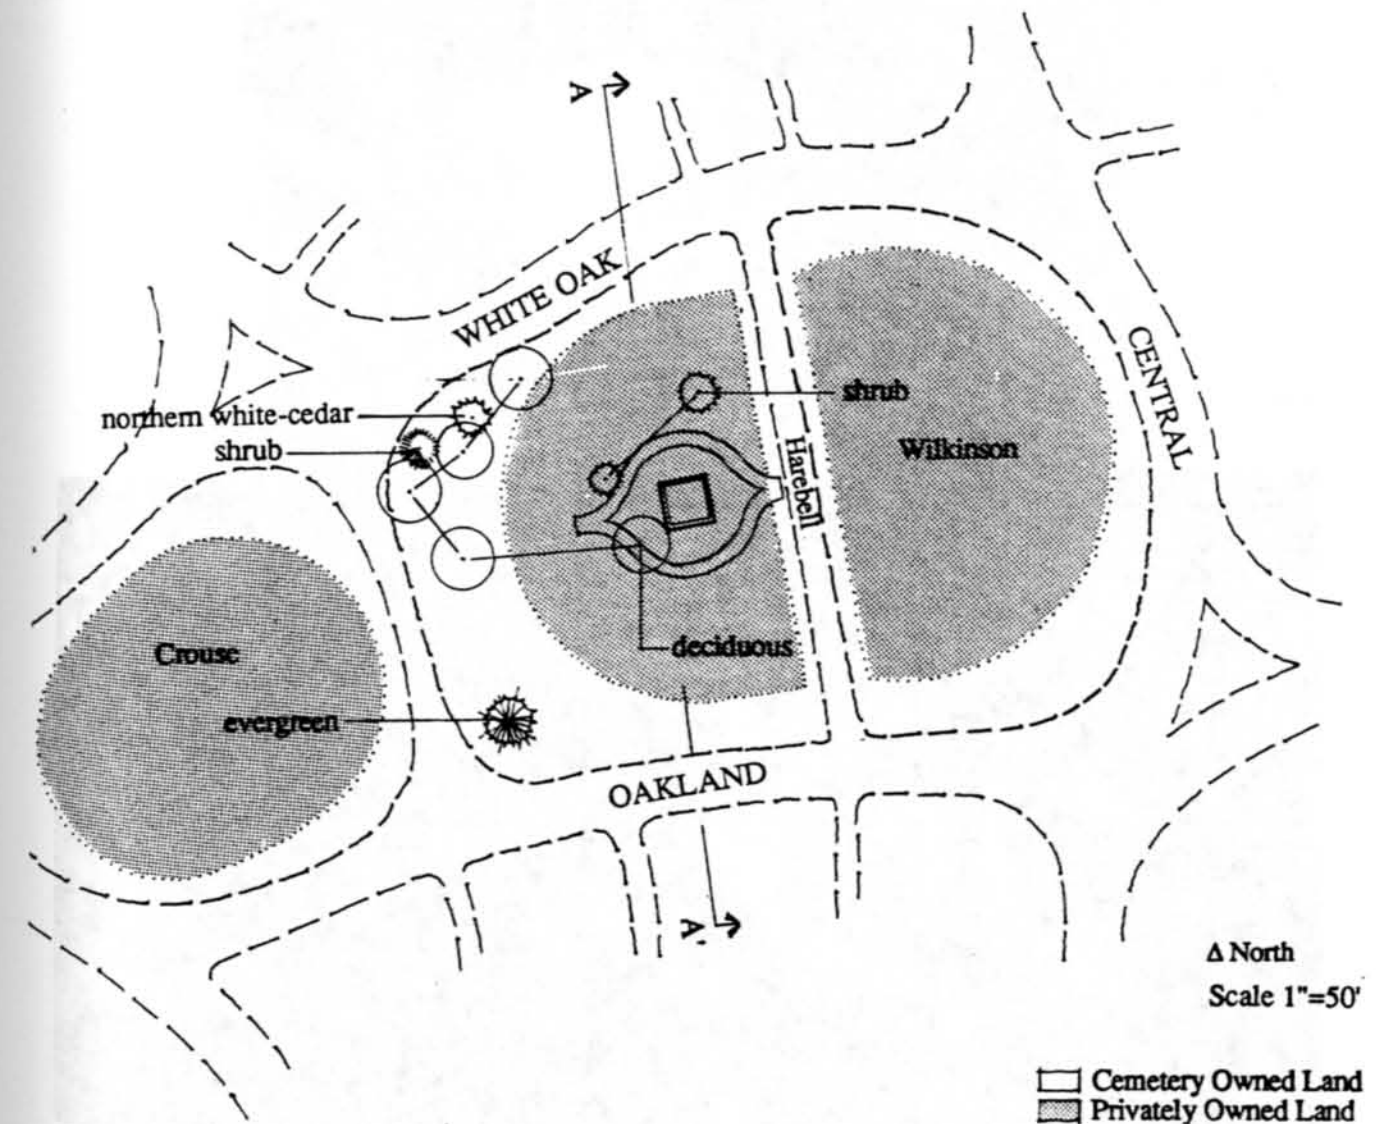 A
WHITE OAK
CENTRAL
northern white-cedar
shrub
shrub
Wilkinson
Harebell
Crouse
deciduous
evergreen
OAKLAND
A'
Δ North
Scale 1"=50'
Cemetery Owned Land
Privately Owned Land